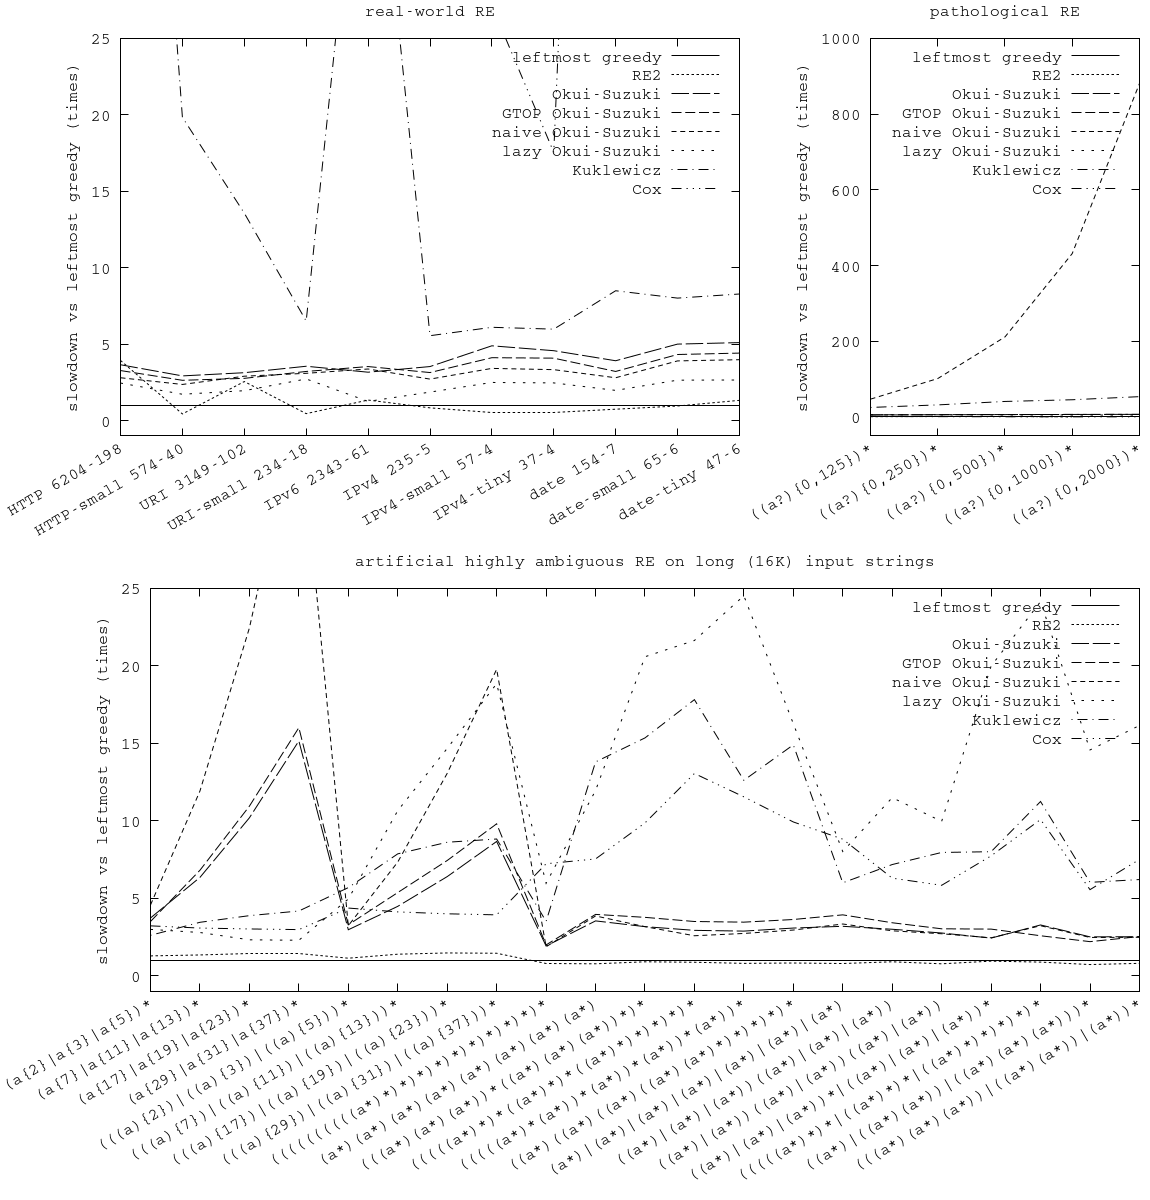 real-world RE
slowdown vs leftmost greedy (times)
25
20
15
10
5
0
leftmost greedy
RE2
Okui-Suzuki
GTOP Okui-Suzuki
naive Okui-Suzuki
lazy Okui-Suzuki
Kuklewicz
Cox
HTTP 6204-198
HTTP-small 574-40
URI 3149-102
URI-small 234-18
IPv6 2343-61
IPv4 235-5
IPv4-small 57-4
IPv4-tiny 37-4
date 154-7
date-small 65-6
date-tiny 47-6
pathological RE
slowdown vs leftmost greedy (times)
1000
800
600
400
200
0
leftmost greedy
RE2
Okui-Suzuki
GTOP Okui-Suzuki
naive Okui-Suzuki
lazy Okui-Suzuki
Kuklewicz
Cox
((a?){0,125})*
((a?){0,250})*
((a?){0,500})*
((a?){0,1000})*
((a?){0,2000})*
artificial highly ambiguous RE on long (16K) input strings
slowdown vs leftmost greedy (times)
25
20
15
10
5
0
leftmost greedy
RE2
Okui-Suzuki
GTOP Okui-Suzuki
naive Okui-Suzuki
lazy Okui-Suzuki
Kuklewicz
Cox
(a{2}|a{3}|a{5})*
(a{7}|a{11}|a{13})*
(a{17}|a{19}|a{23})*
(a{29}|a{31}|a{37})*
(((a){2})|((a){3})|((a){5}))*
(((a){7})|((a){11})|((a){13}))*
(((a){17})|((a){19})|((a){23}))*
(((a){29})|((a){31})|((a){37}))*